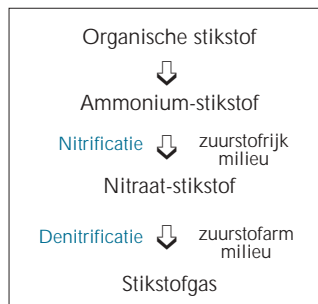 Organische stikstof
Ammonium-stikstof
Nitrificatie zuurstofrijk
milieu
Nitraat-stikstof
Denitrificatie zuurstofarm
milieu
Stikstofgas